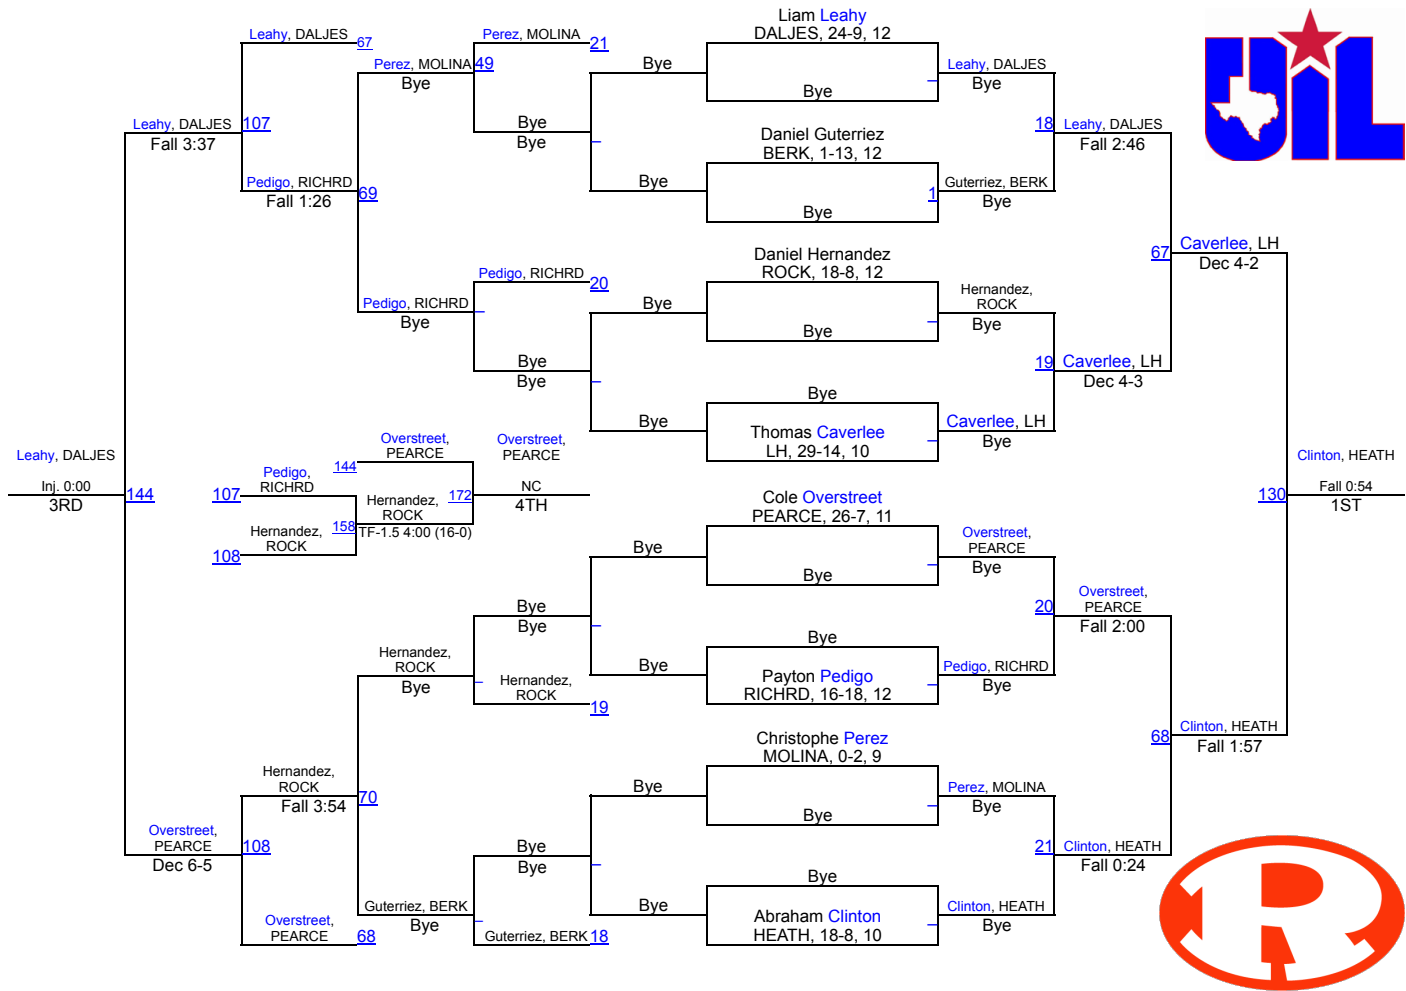 Liam Leahy
DALJES, 24-9, 12
Leahy, DALJES
67
Perez, MOLINA
21
Perez, MOLINA
49
Bye
Bye
Leahy, DALJES
Bye
Bye
Leahy, DALJES
107
Fall 3:37
Bye
Bye
Daniel Guterriez
BERK, 1-13, 12
18
Leahy, DALJES
Fall 2:46
Pedigo, RICHRD
69
Fall 1:26
Bye
1
Guterriez, BERK
Bye
Bye
Daniel Hernandez
ROCK, 18-8, 12
67
Caverlee, LH
Dec 4-2
Pedigo, RICHRD
20
Pedigo, RICHRD
Bye
Bye
Hernandez,
ROCK
Bye
Bye
Bye
Bye
19
Caverlee, LH
Dec 4-3
Bye
Bye
Thomas Caverlee
LH, 29-14, 10
Caverlee, LH
Bye
Leahy, DALJES
Inj. 0:00
3RD
144
Overstreet,
PEARCE
144
Overstreet,
PEARCE
Pedigo,
RICHRD
107
Hernandez,
ROCK
172
NC
4TH
Hernandez,
ROCK
158
TF-1.5 4:00 (16-0)
108
Clinton, HEATH
130
Fall 0:54
1ST
Cole Overstreet
PEARCE, 26-7, 11
Bye
Bye
Overstreet,
PEARCE
Bye
Bye
Bye
20
Overstreet,
PEARCE
Fall 2:00
Hernandez,
ROCK
Bye
Hernandez,
ROCK
19
Bye
Bye
Payton Pedigo
RICHRD, 16-18, 12
Pedigo, RICHRD
Bye
68
Clinton, HEATH
Fall 1:57
Christophe Perez
MOLINA, 0-2, 9
Hernandez,
ROCK
70
Fall 3:54
Bye
Bye
Perez, MOLINA
Bye
Overstreet,
PEARCE
108
Dec 6-5
Bye
Bye
21
Clinton, HEATH
Fall 0:24
Bye
Bye
Abraham Clinton
HEATH, 18-8, 10
Clinton, HEATH
Bye
Guterriez, BERK
Bye
Overstreet,
PEARCE
68
Guterriez, BERK
18
UIL
R